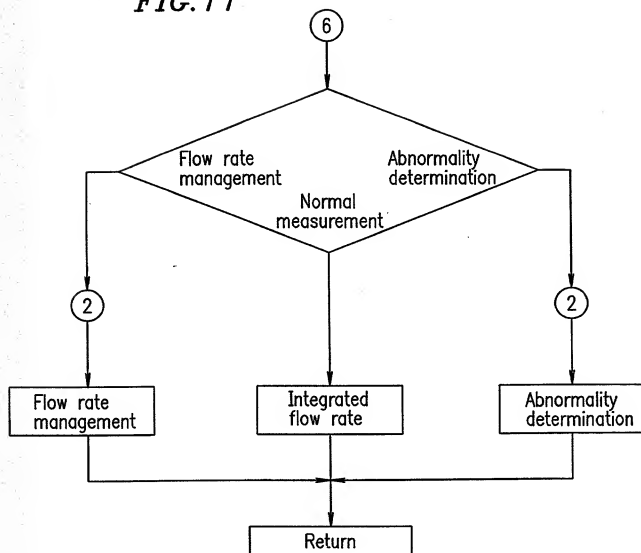 FIG. 77
6
Flow rate
management
Abnormality
determination
Normal
measurement
2
2
Flow rate
management
Integrated
flow rate
Abnormality
determination
Return